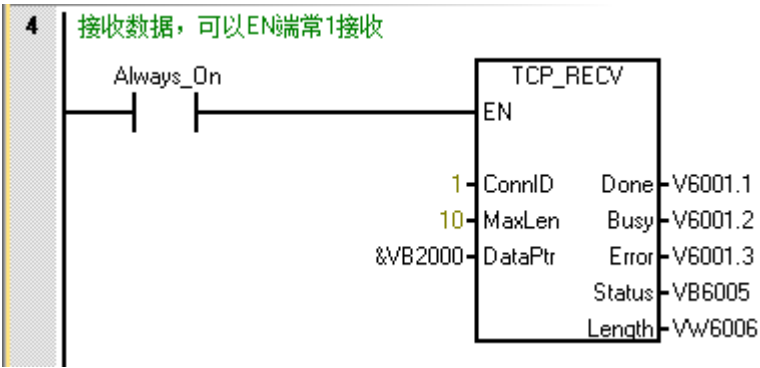 4 接收数据，可以EN端常1接收
Always_On TCP_RECV
EN
1 ConnID Done V6001.1
10 MaxLen Busy V6001.2
&VB2000 DataPtr Error V6001.3
Status VB6005
Length VW6006